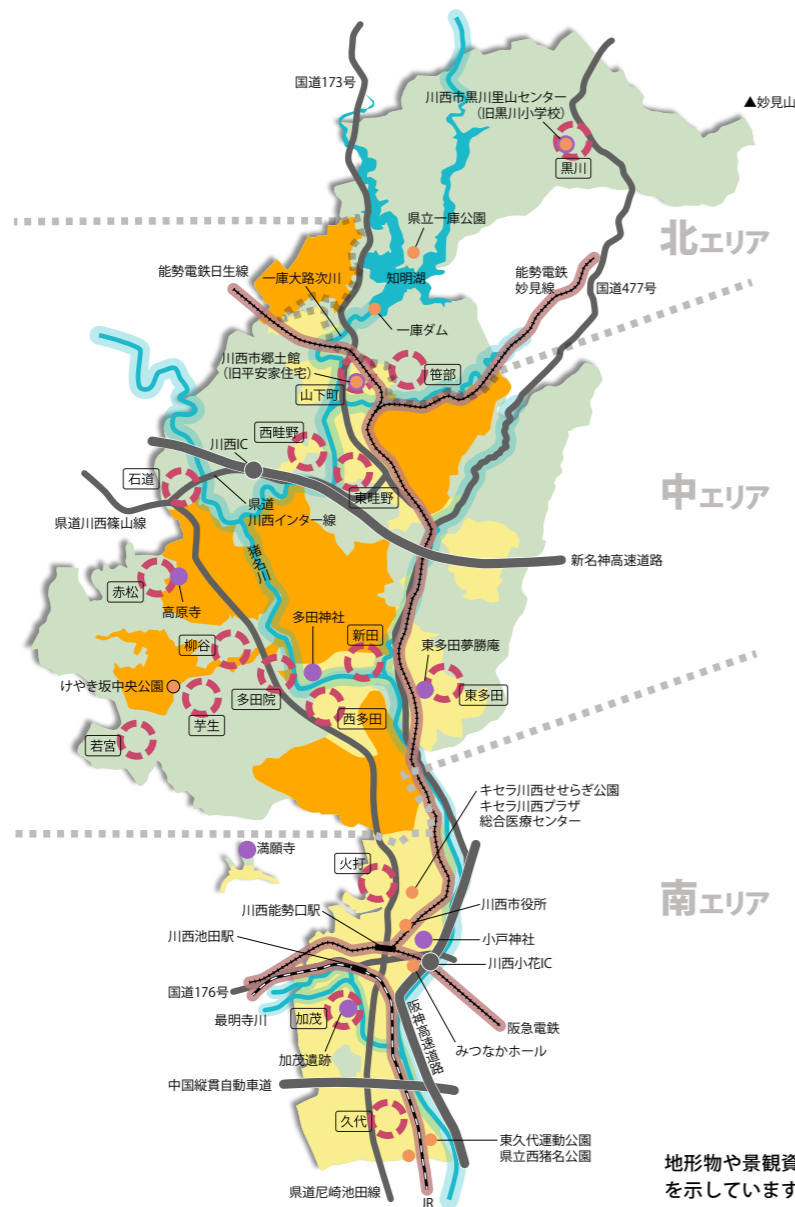 国道173号
川西市黒川里山センター
（旧黒川小学校）
▲妙見山
黒川
県立一庫公園
北エリア
能勢電鉄日生線
一庫大路次川
知明湖
能勢電鉄
妙見線
国道477号
一庫ダム
川西市郷土館
（旧平安家住宅）
笹部
山下町
西畦野
川西IC
石道
東畦野
中エリア
県道
川西インター線
県道川西篠山線
猪名川
新名神高速道路
赤松
高原寺
多田神社
新田
柳谷
東多田夢勝庵
けやき坂中央公園
多田院
東多田
芋生
西多田
若宮
キセラ川西せせらぎ公園
キセラ川西プラザ
総合医療センター
満願寺
火打
南エリア
川西能勢口駅
川西市役所
川西池田駅
小戸神社
川西小花IC
国道176号
最明寺川
加茂
阪神高速道路
阪急電鉄
みつなかホール
加茂遺跡
中国縦貫自動車道
久代
東久代運動公園
県立西猪名公園
県道尼崎池田線
JR
地形物や景観資
を示しています